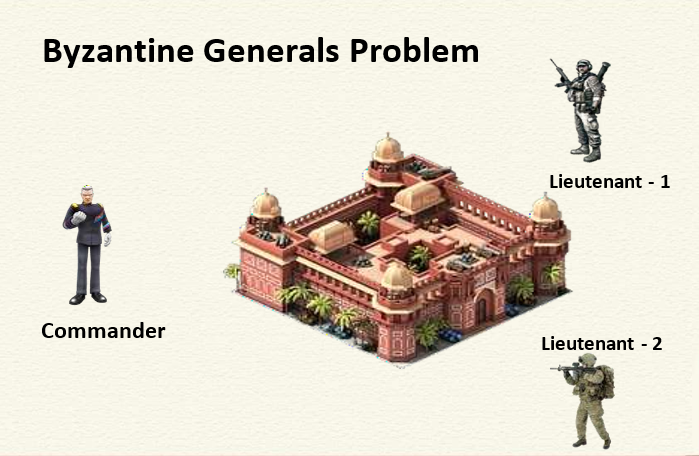 Byzantine Generals Problem
Lieutenant - 1
Commander
Lieutenant - 2